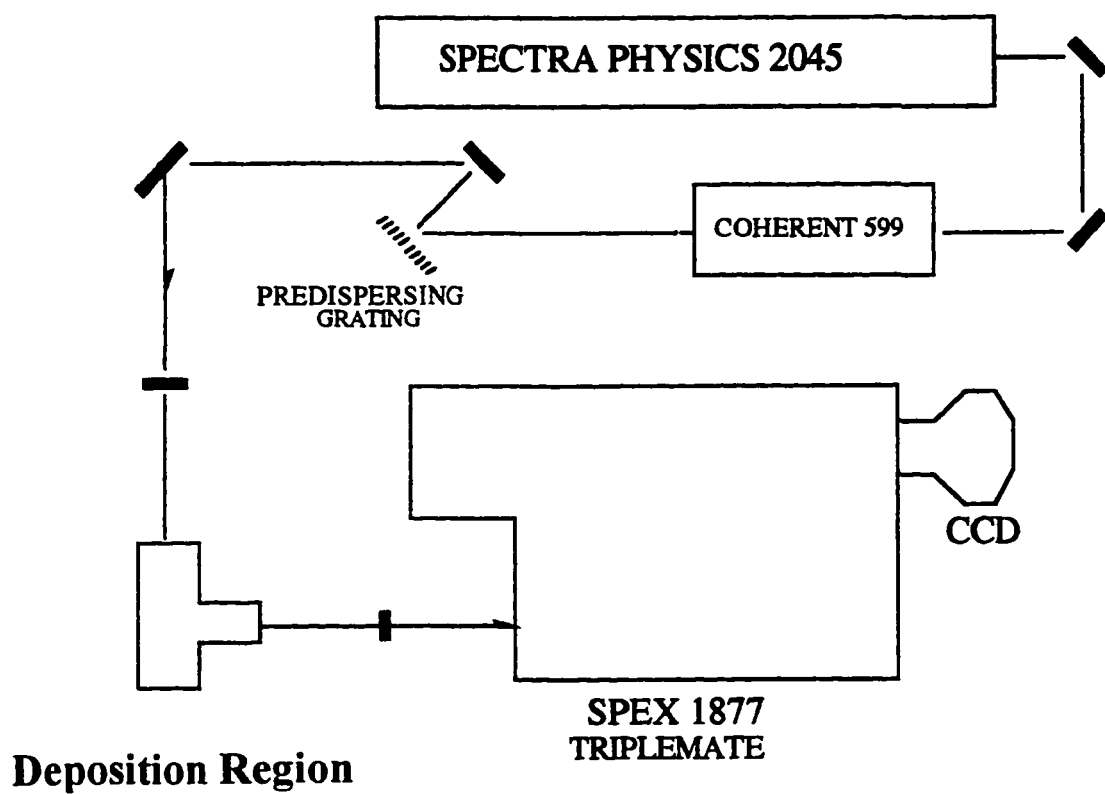 SPECTRA PHYSICS 2045
COHERENT 599
PREDISPERSING
GRATING
CCD
SPEX 1877
TRIPLEMATE
Deposition Region